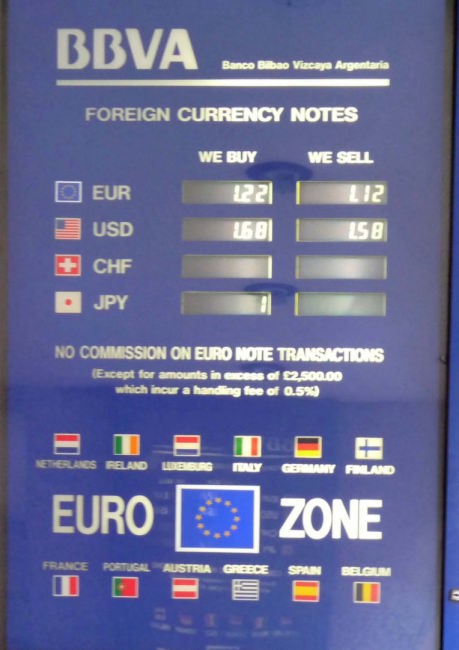 BBVA Banco Bilbao Vizcaya Argentaria
FOREIGN CURRENCY NOTES
WE BUY WE SELL
EUR 1.22 1.12
USD 1.68 1.58
CHF
JPY 1
NO COMMISSION ON EURO NOTE TRANSACTIONS
(Except for amounts in excess of £2,500.00
which incur a handling fee of 0.5%)
NETHERLANDS IRELAND LUXEMBURG ITALY GERMANY FINLAND
EURO ZONE
FRANCE PORTUGAL AUSTRIA GREECE SPAIN BELGIUM